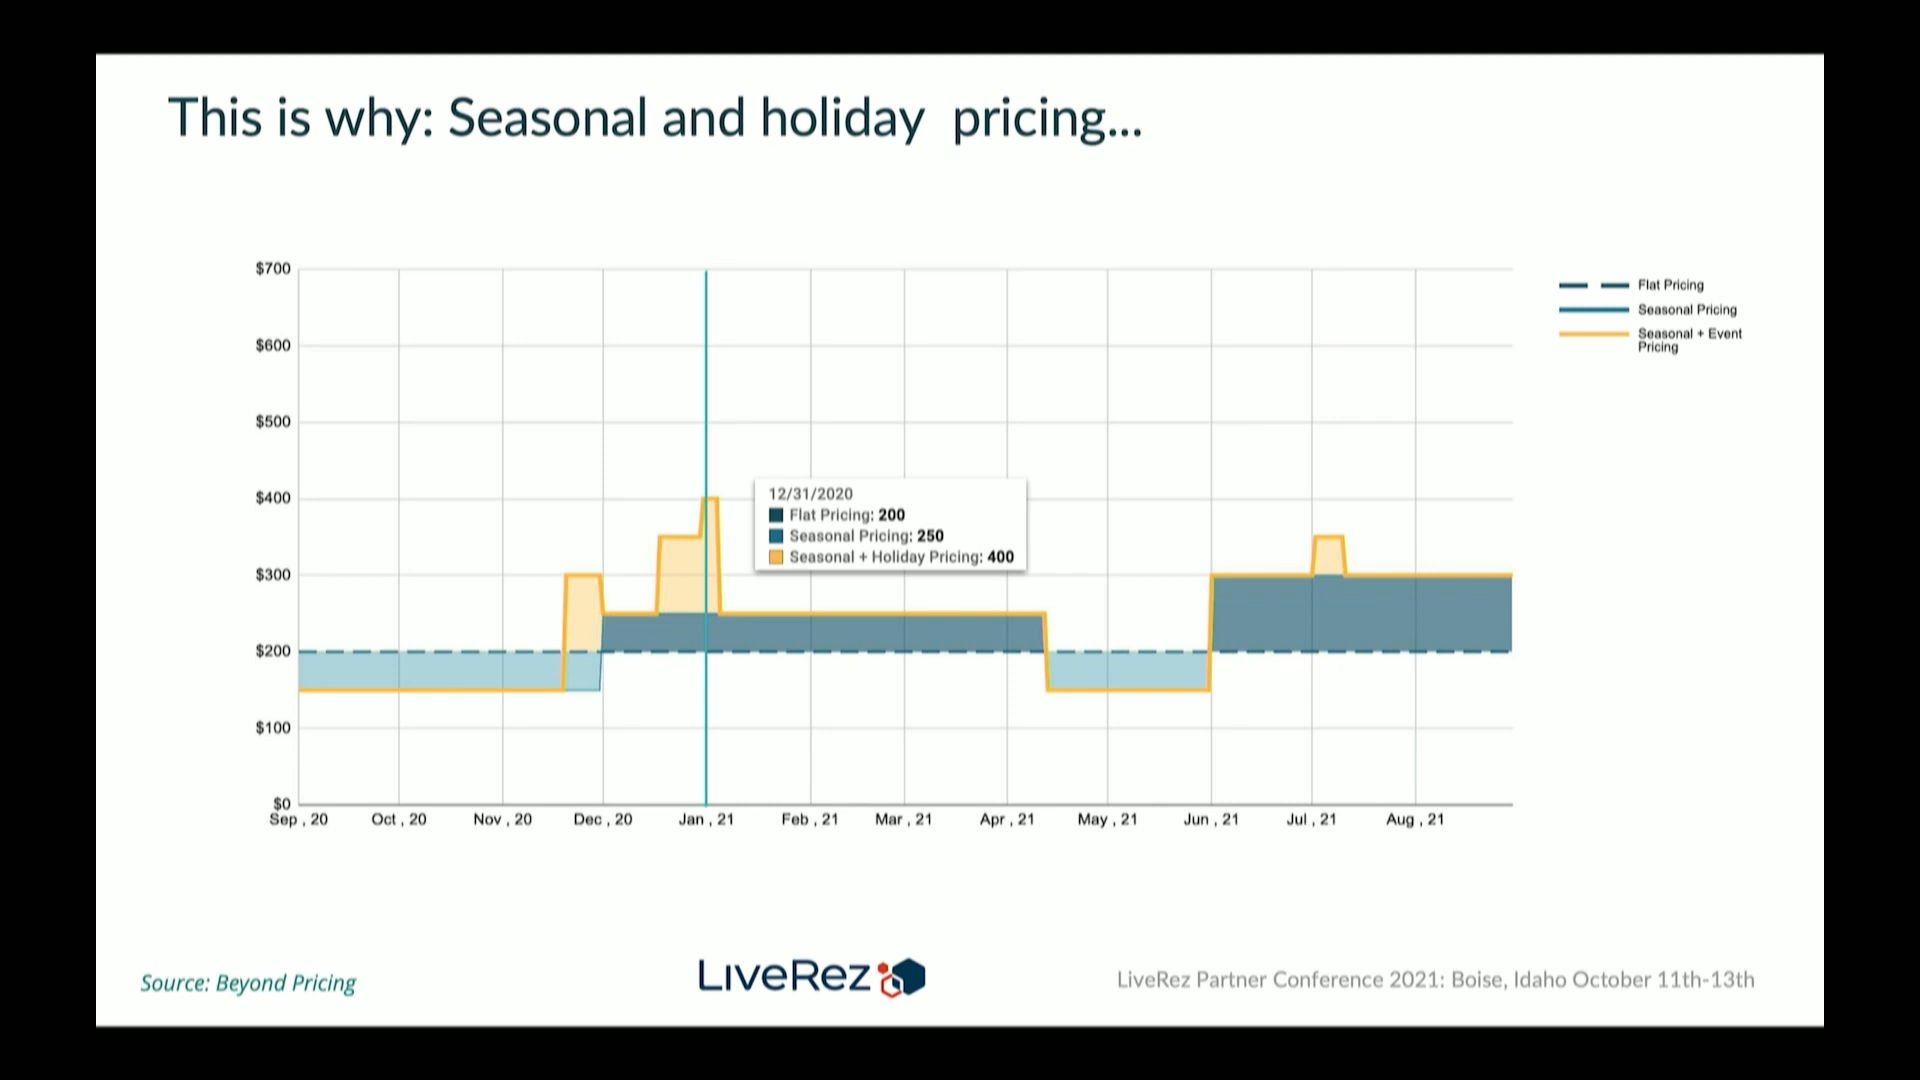 This is why: Seasonal and holiday  pricing...
$700
$600
$500
$400
$300
$200
$100
$0
Sep , 20 Oct , 20 Nov , 20 Dec , 20 Jan , 21 Feb , 21 Mar , 21 Apr , 21 May , 21 Jun , 21 Jul , 21 Aug , 21
12/31/2020
Flat Pricing: 200
Seasonal Pricing: 250
Seasonal + Holiday Pricing: 400
Flat Pricing
Seasonal Pricing
Seasonal + Event
Pricing
Source: Beyond Pricing
LiveRez
LiveRez Partner Conference 2021: Boise, Idaho October 11th-13th